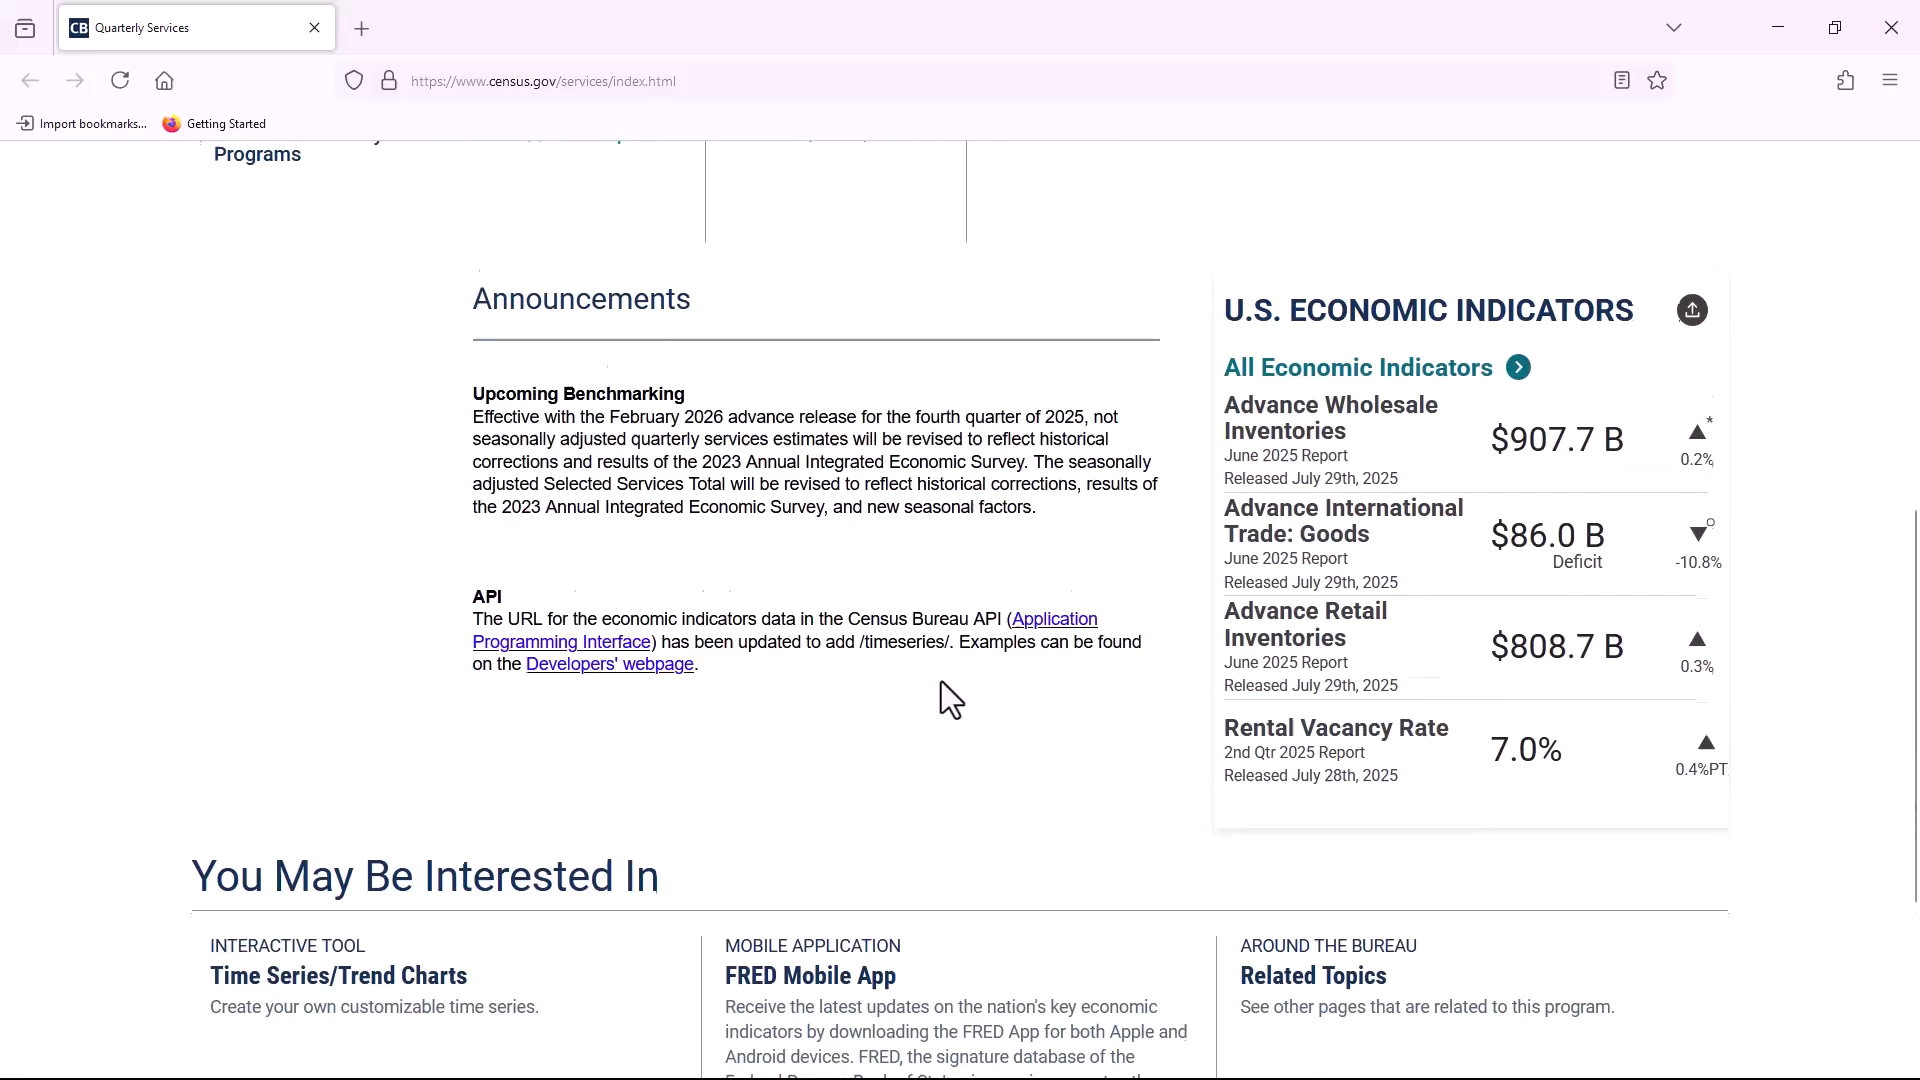 Quarterly Services
https://www.census.gov/services/index.html
Import bookmarks...
Getting Started
Programs
Announcements
Upcoming Benchmarking
Effective with the February 2026 advance release for the fourth quarter of 2025, not
seasonally adjusted quarterly services estimates will be revised to reflect historical
corrections and results of the 2023 Annual Integrated Economic Survey. The seasonally
adjusted Selected Services Total will be revised to reflect historical corrections, results of
the 2023 Annual Integrated Economic Survey, and new seasonal factors.
API
The URL for the economic indicators data in the Census Bureau API (Application
Programming Interface) has been updated to add /timeseries/. Examples can be found
on the Developers' webpage.
U.S. ECONOMIC INDICATORS
All Economic Indicators
Advance Wholesale
Inventories
June 2025 Report
Released July 29th, 2025
$907.7 B
▲*
0.2%
Advance International
Trade: Goods
June 2025 Report
Released July 29th, 2025
$86.0 B
Deficit
▼○
-10.8%
Advance Retail
Inventories
June 2025 Report
Released July 29th, 2025
$808.7 B
▲
0.3%
Rental Vacancy Rate
2nd Qtr 2025 Report
Released July 28th, 2025
7.0%
▲
0.4%PT
You May Be Interested In
INTERACTIVE TOOL
Time Series/Trend Charts
Create your own customizable time series.
MOBILE APPLICATION
FRED Mobile App
Receive the latest updates on the nation's key economic
indicators by downloading the FRED App for both Apple and
Android devices. FRED, the signature database of the
AROUND THE BUREAU
Related Topics
See other pages that are related to this program.